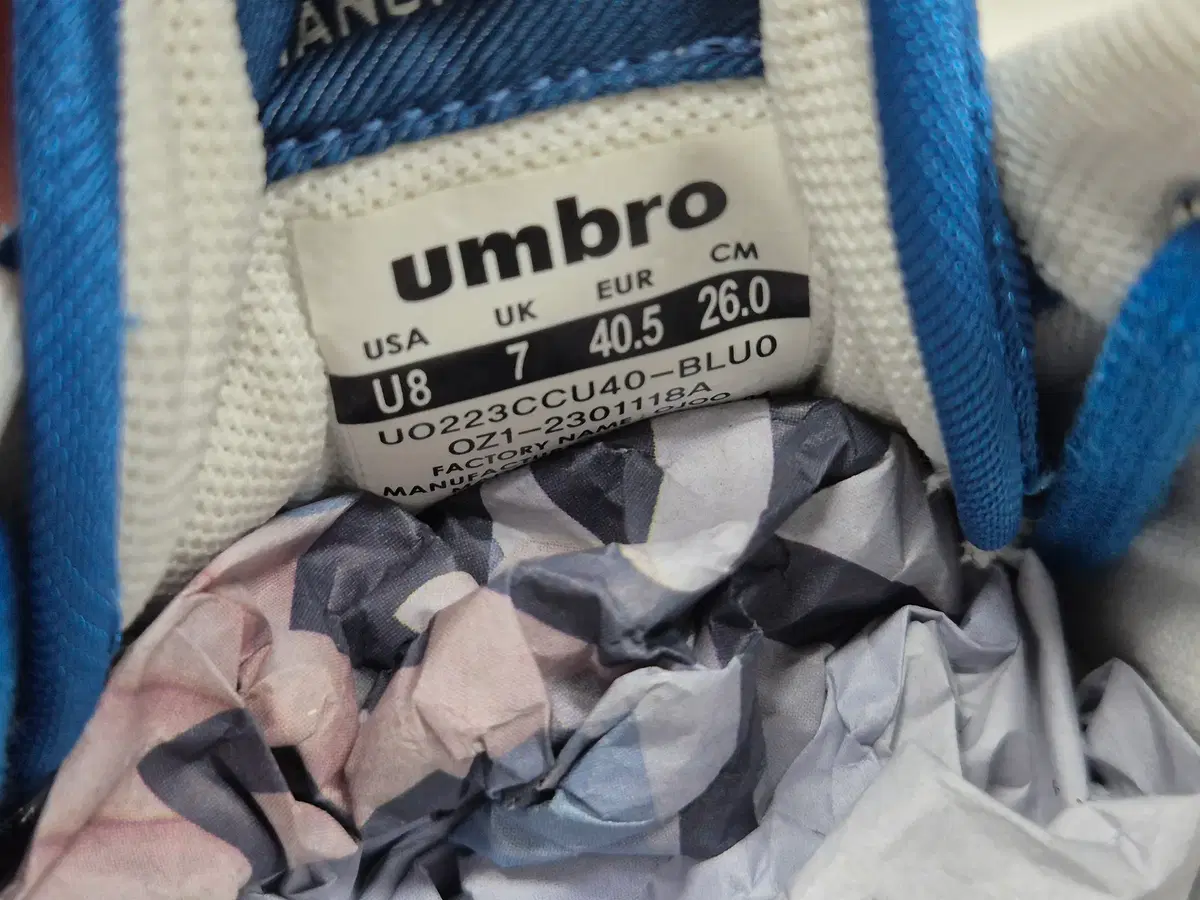 umbro
USA UK EUR CM
U8 7 40.5 26.0
UO223CCU40-BLU0
OZ1-2301118A
FACTORY NAME: